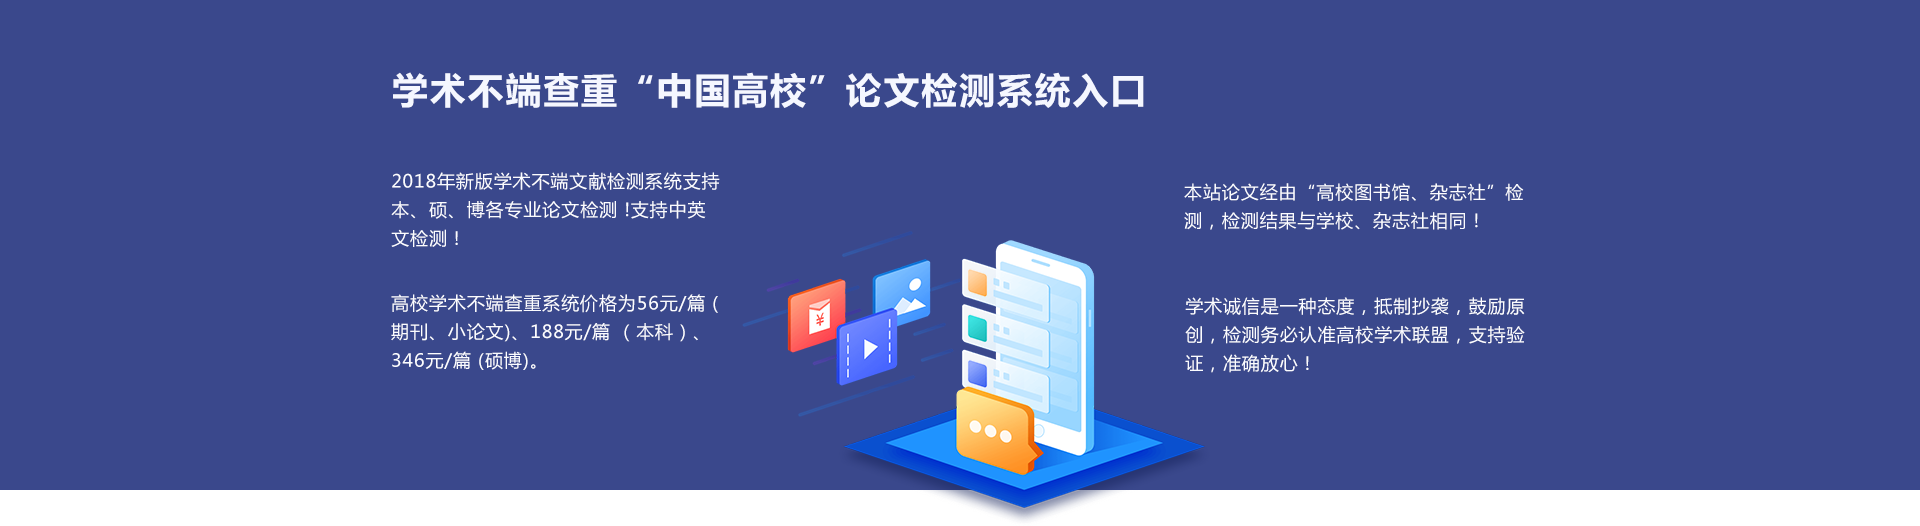 学术不端查重“中国高校”论文检测系统入口
2018年新版学术不端文献检测系统支持
本、硕、博各专业论文检测！支持中英
文检测！
高校学术不端查重系统价格为56元/篇（
期刊、小论文)、188元/篇 （本科）、
346元/篇 (硕博)。
本站论文经由“高校图书馆、杂志社”检
测，检测结果与学校、杂志社相同！
学术诚信是一种态度，抵制抄袭，鼓励原
创，检测务必认准高校学术联盟，支持验
证，准确放心！